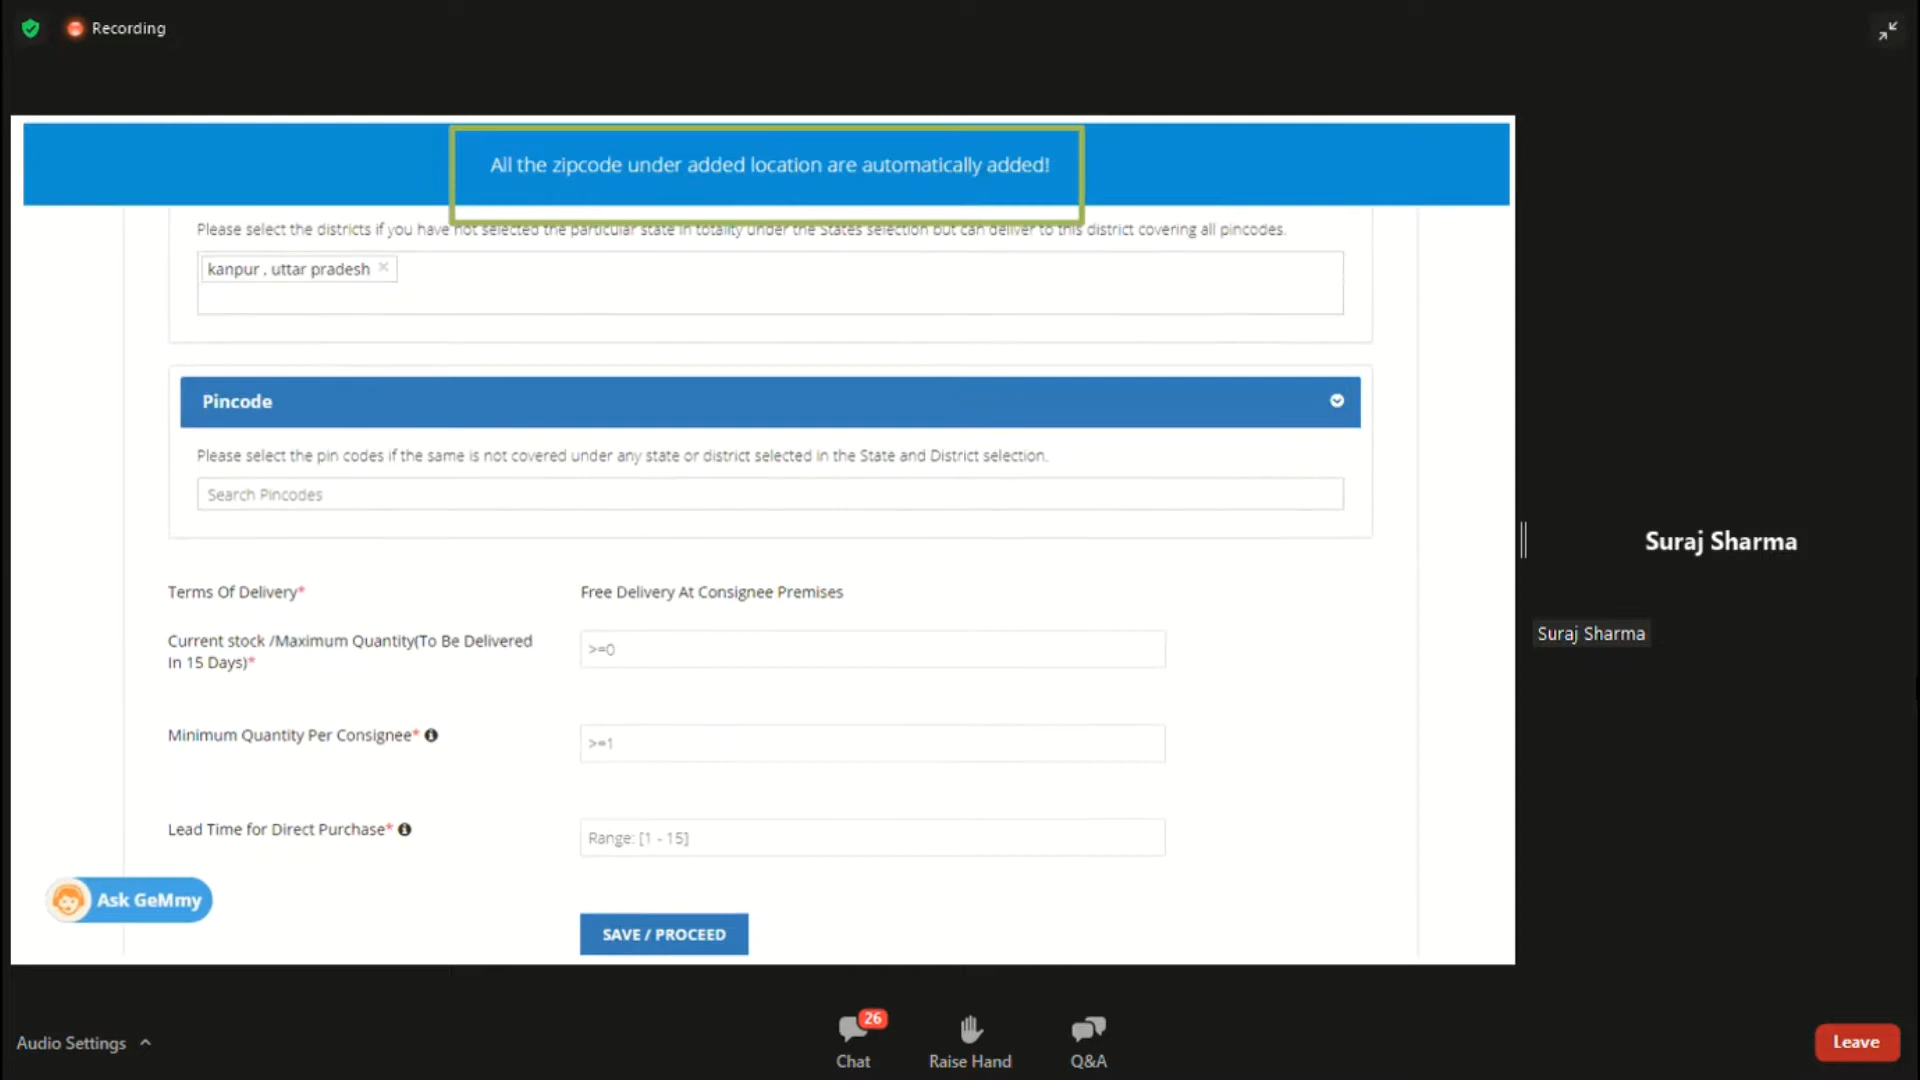 Recording
All the zipcode under added location are automatically added!
Please select the districts if you have not selected the particular state in totality under the States selection but can deliver to this district covering all pincodes.
kanpur , uttar pradesh ×
Pincode
Please select the pin codes if the same is not covered under any state or district selected in the State and District selection.
Search Pincodes
Suraj Sharma
Terms Of Delivery*
Free Delivery At Consignee Premises
Suraj Sharma
Current stock /Maximum Quantity(To Be Delivered
In 15 Days)*
>=0
Minimum Quantity Per Consignee*
>=1
Lead Time for Direct Purchase*
Range: [1 - 15]
Ask GeMmy
SAVE / PROCEED
Audio Settings
26
Chat
Raise Hand
Q&A
Leave